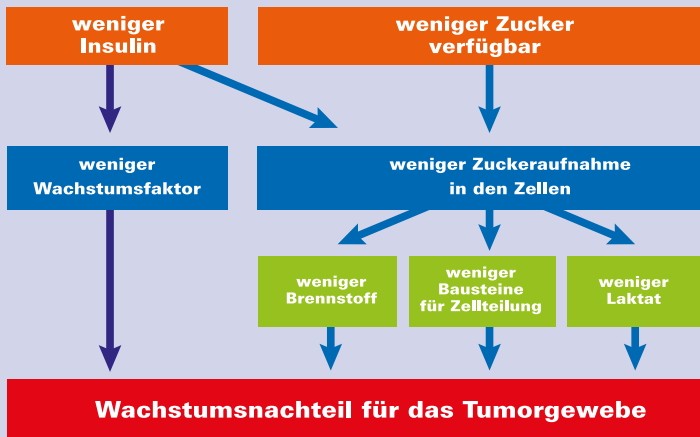 weniger
Insulin
weniger Zucker
verfügbar
weniger
Wachstumsfaktor
weniger Zuckeraufnahme
in den Zellen
weniger
Brennstoff
weniger
Bausteine
für Zellteilung
weniger
Laktat
Wachstumsnachteil für das Tumorgewebe